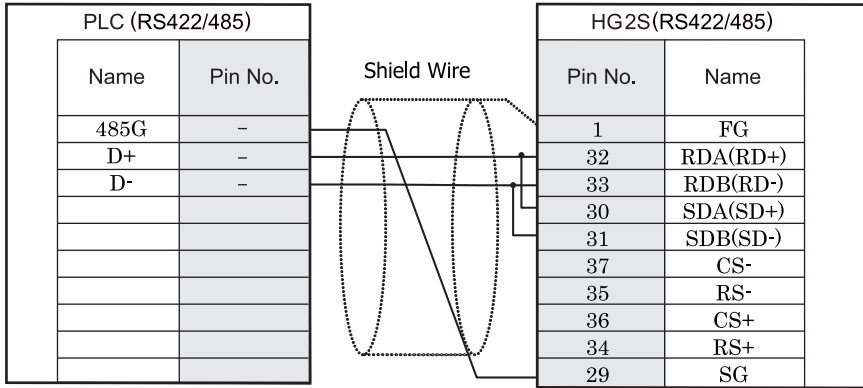 PLC (RS422/485)
Name Pin No.
485G –
D+ –
D- –
Shield Wire
HG2S(RS422/485)
Pin No. Name
1 FG
32 RDA(RD+)
33 RDB(RD-)
30 SDA(SD+)
31 SDB(SD-)
37 CS-
35 RS-
36 CS+
34 RS+
29 SG